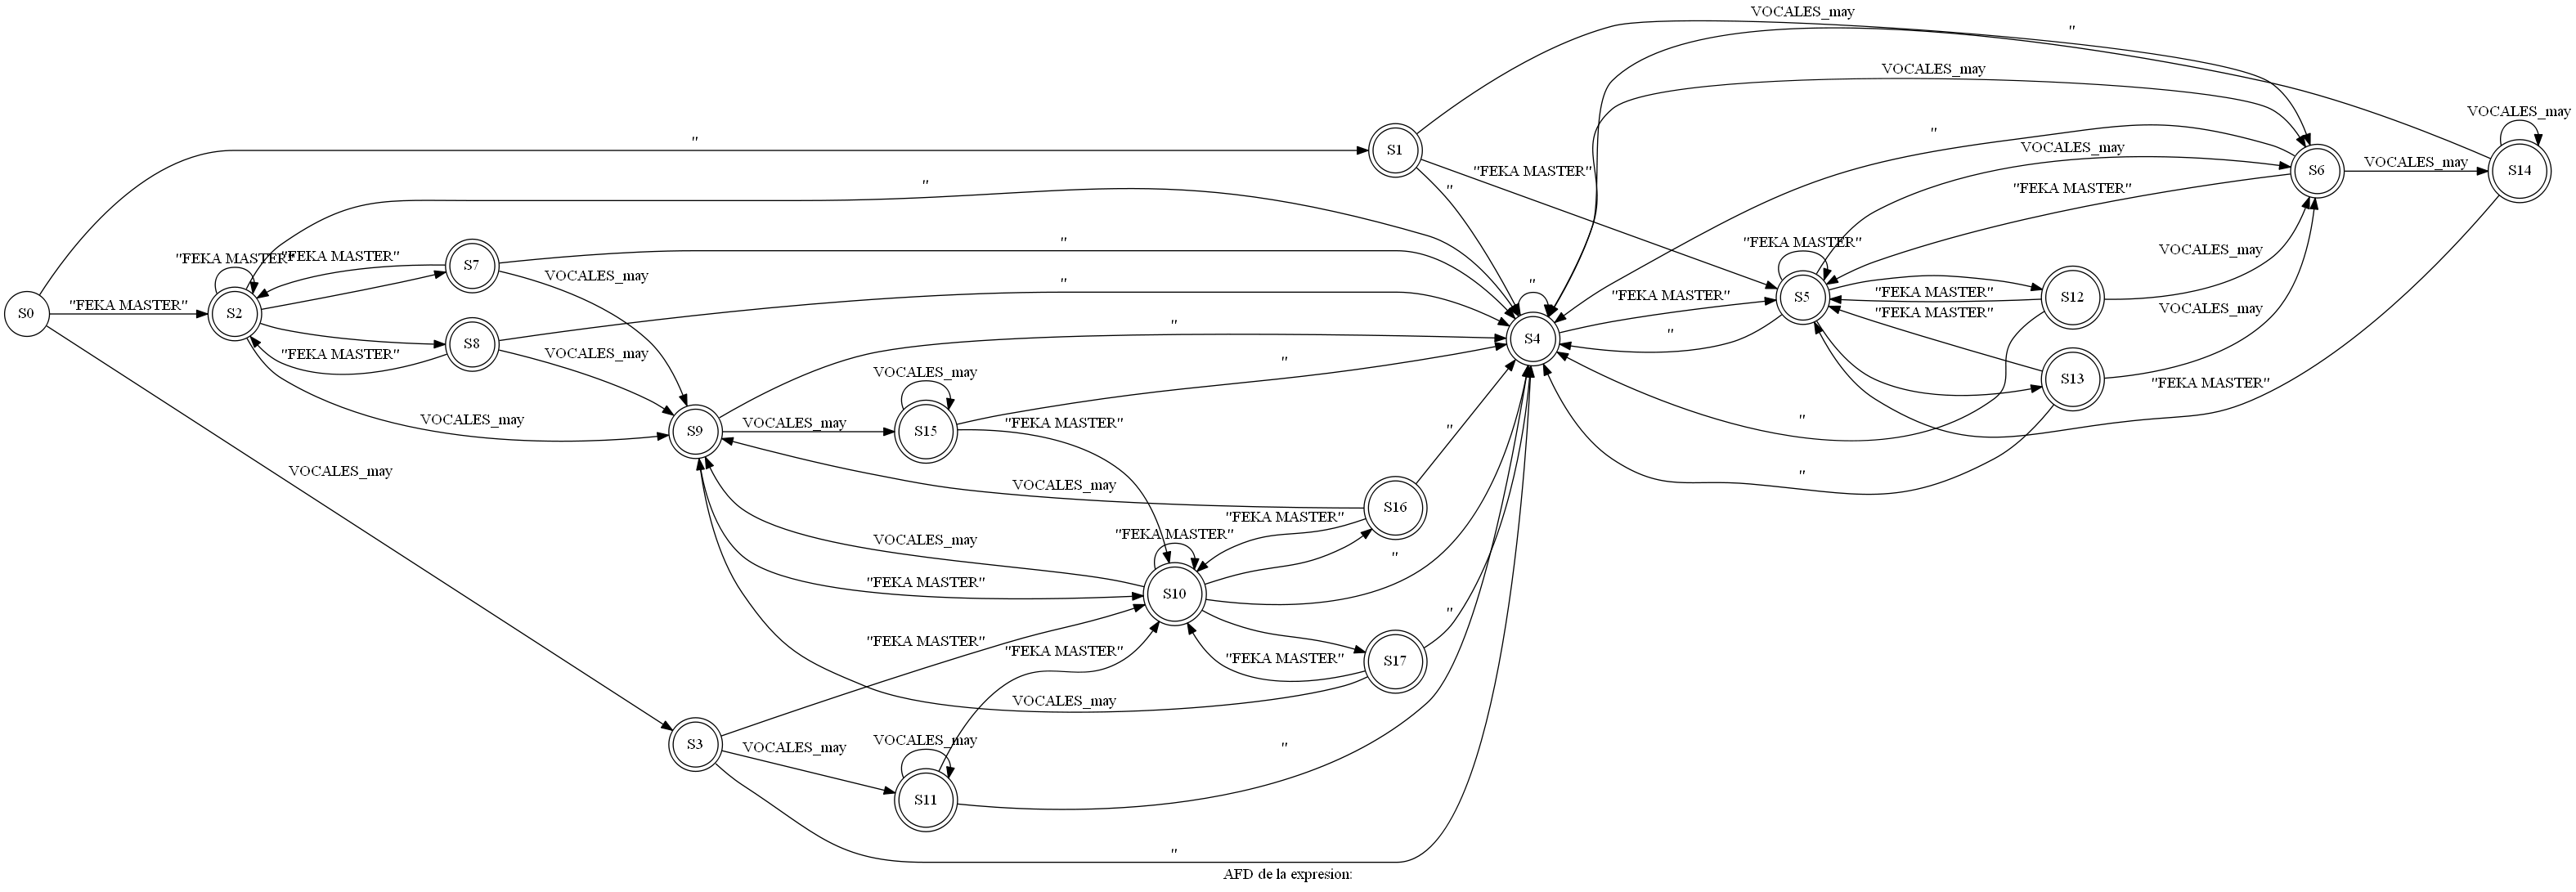 VOCALES_may
"
VOCALES_may
VOCALES_may
"
"
VOCALES_may
S1
"FEKA MASTER"
"
"
"FEKA MASTER"
S6
VOCALES_may
S14
"
"FEKA MASTER"
"FEKA MASTER"
S7
"
VOCALES_may
"FEKA MASTER"
VOCALES_may
S0
"FEKA MASTER"
S2
"
"
"FEKA MASTER"
S5
"FEKA MASTER"
S12
"FEKA MASTER"
VOCALES_may
"FEKA MASTER"
S8
VOCALES_may
S4
"
"
S13
"FEKA MASTER"
VOCALES_may
VOCALES_may
S9
VOCALES_may
S15
"FEKA MASTER"
"
"
"
VOCALES_may
VOCALES_may
S16
"FEKA MASTER"
"FEKA MASTER"
VOCALES_may
"
"FEKA MASTER"
S10
"FEKA MASTER"
"FEKA MASTER"
"
"FEKA MASTER"
S17
VOCALES_may
S3
VOCALES_may
VOCALES_may
"
S11
"
AFD de la expresion: